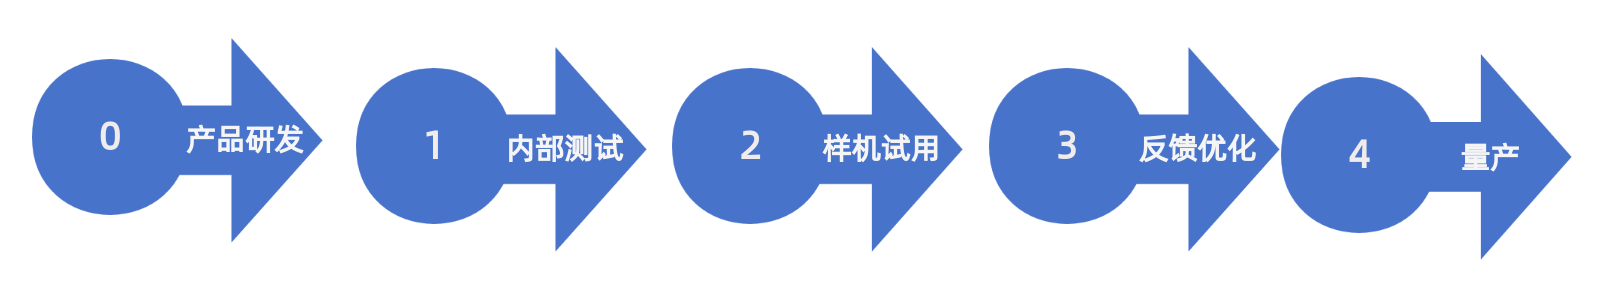 0 产品研发
1 内部测试
2 样机试用
3 反馈优化
4 量产